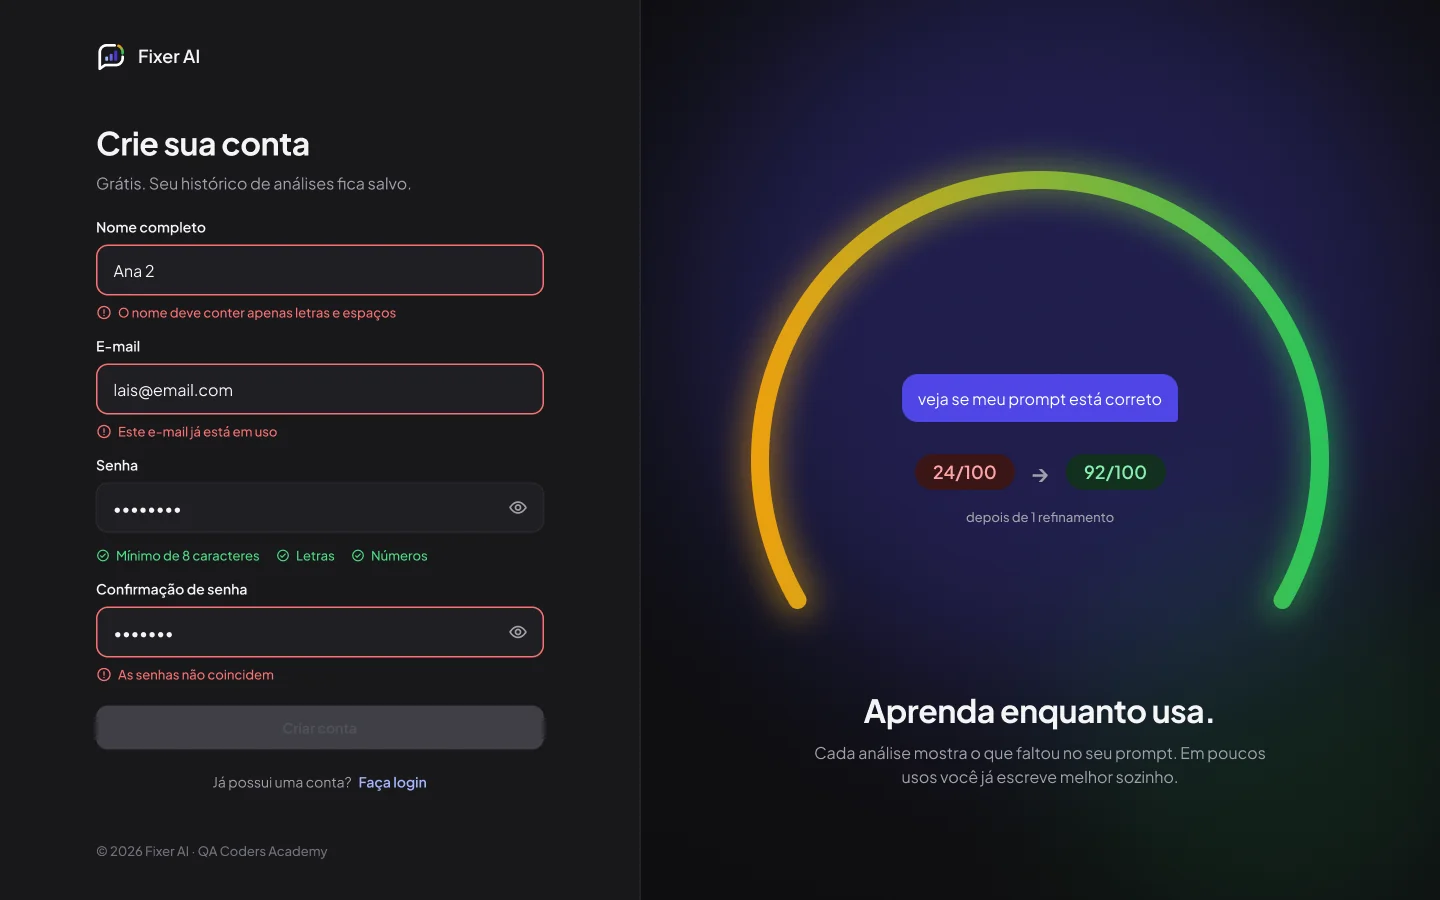 Fixer AI
Crie sua conta
Grátis. Seu histórico de análises fica salvo.
Nome completo
Ana 2
O nome deve conter apenas letras e espaços
E-mail
lais@email.com
Este e-mail já está em uso
Senha
••••••••
Mínimo de 8 caracteres Letras Números
Confirmação de senha
•••••••
As senhas não coincidem
Criar conta
Já possui uma conta? Faça login
© 2026 Fixer AI · QA Coders Academy
veja se meu prompt está correto
24/100 → 92/100
depois de 1 refinamento
Aprenda enquanto usa.
Cada análise mostra o que faltou no seu prompt. Em poucos
usos você já escreve melhor sozinho.